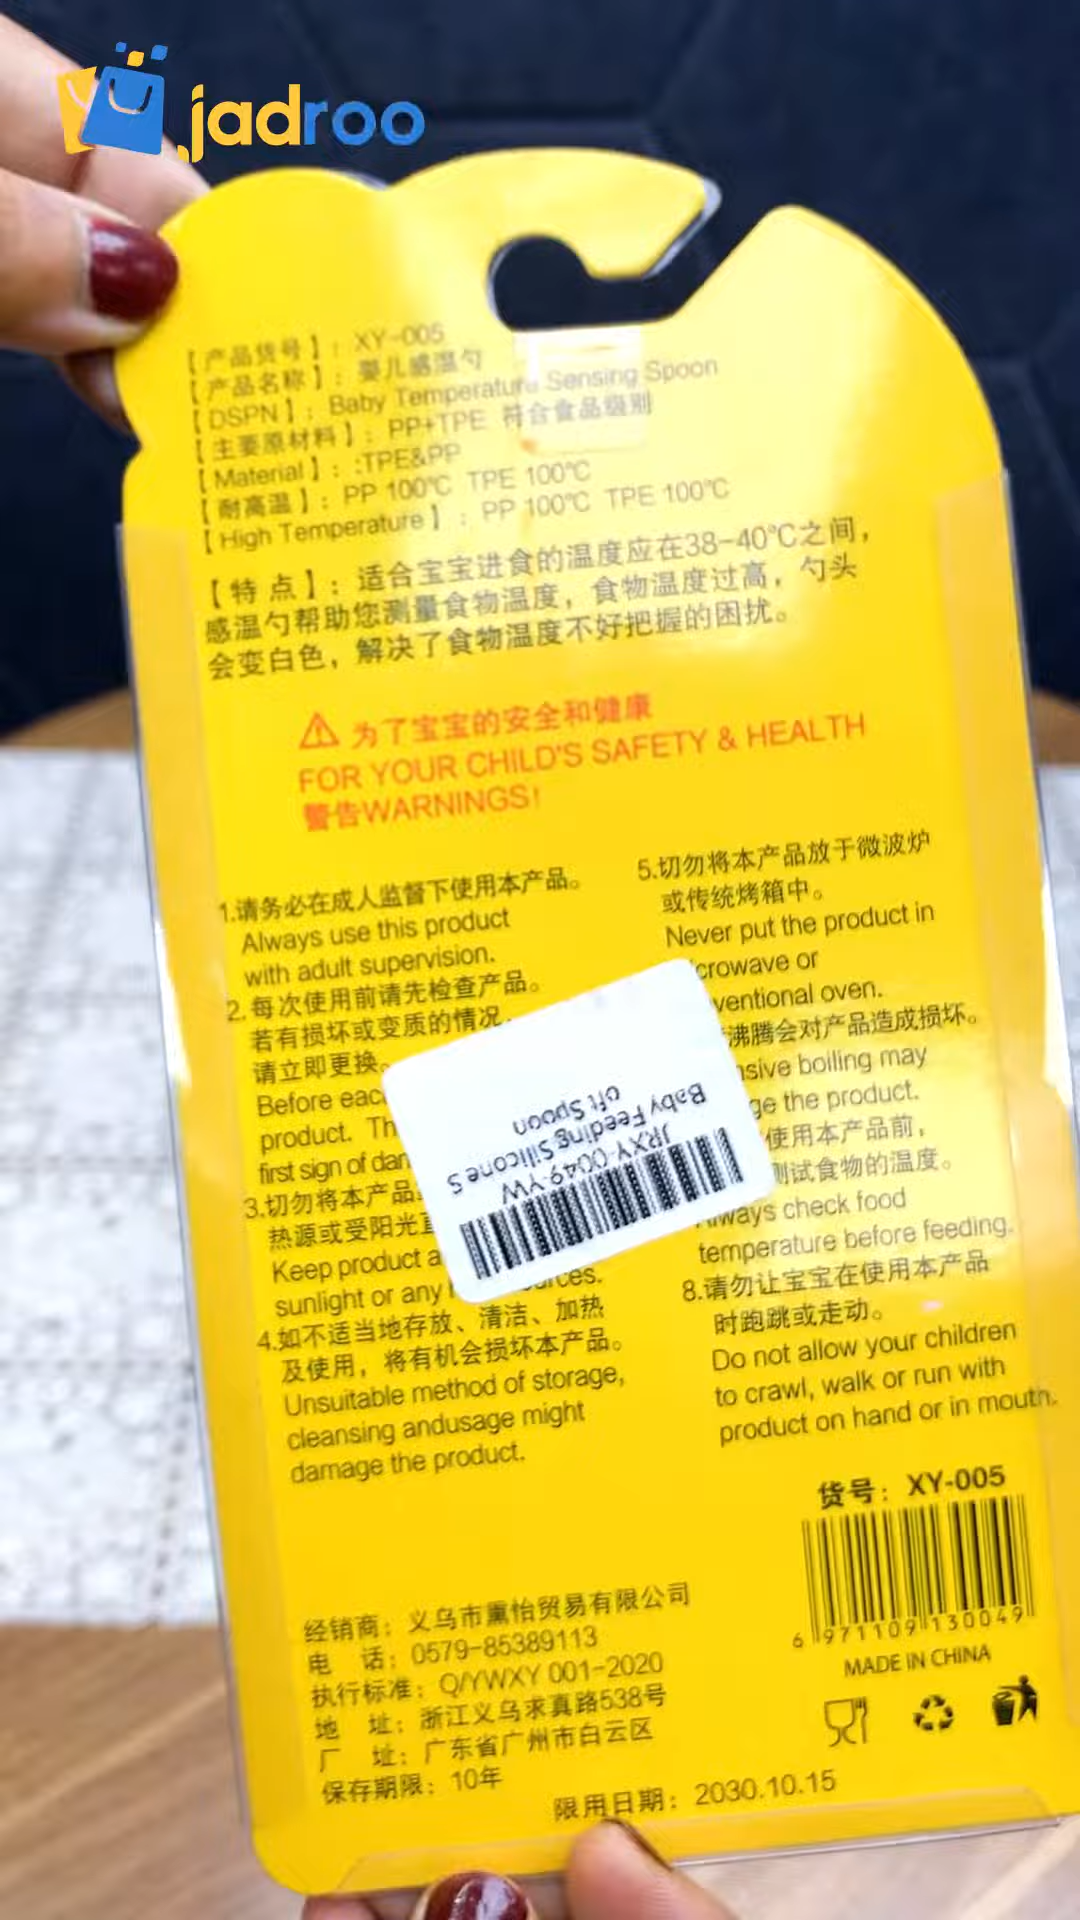 jadroo
【产品货号】：XY-005
【产品名称】：婴儿感温勺
【DSPN】：Baby Temperature Sensing Spoon
【主要原材料】：PP+TPE 符合食品级别
【Material】：:TPE&PP
【耐高温】：PP 100℃ TPE 100℃
【High Temperature】：PP 100℃ TPE 100℃
【特 点】：适合宝宝进食的温度应在38-40℃之间，
感温勺帮助您测量食物温度，食物温度过高，勺头
会变白色，解决了食物温度不好把握的困扰。
为了宝宝的安全和健康
FOR YOUR CHILD'S SAFETY & HEALTH
警告WARNINGS!
1.请务必在成人监督下使用本产品。
Always use this product
with adult supervision.
2.每次使用前请先检查产品。
若有损坏或变质的情况，
请立即更换。
Before eac
product. Th
first sign of dam
3.切勿将本产品
热源或受阳光直
Keep product a
sunlight or any
4.如不适当地存放、清洁、加热
及使用，将有机会损坏本产品。
Unsuitable method of storage,
cleansing andusage might
damage the product.
5.切勿将本产品放于微波炉
或传统烤箱中。
Never put the product in
crowave or
ventional oven.
沸腾会对产品造成损坏。
nsive boiling may
ge the product.
使用本产品前，
测试食物的温度。
Always check food
temperature before feeding.
8.请勿让宝宝在使用本产品
时跑跳或走动。
Do not allow your children
to crawl, walk or run with
product on hand or in mouth.
JRXY-0049-YW
Baby Feeding Silicone S
oft Spoon
货号：XY-005
6 971109 130049
MADE IN CHINA
经销商：义乌市熏怡贸易有限公司
电 话：0579-85389113
执行标准：Q/YWXY 001-2020
地 址：浙江义乌求真路538号
厂 址：广东省广州市白云区
保存期限：10年
限用日期：2030.10.15